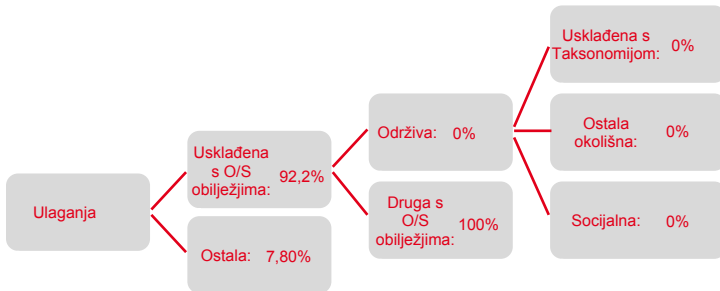 Ulaganja
Usklađena
s O/S
obilježjima: 92,2%
Ostala: 7,80%
Održiva: 0%
Druga s
O/S
obilježjima: 100%
Usklađena s
Taksonomijom: 0%
Ostala
okolišna: 0%
Socijalna: 0%